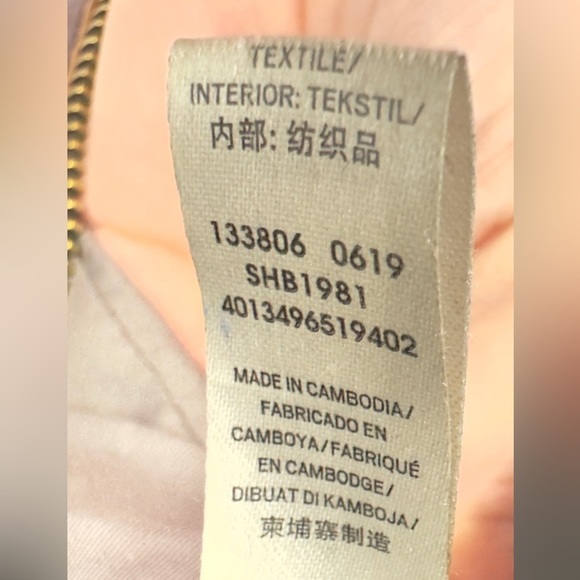 TEXTILE/
INTERIOR: TEKSTIL/
内部: 纺织品
133806 0619
SHB1981
4013496519402
MADE IN CAMBODIA/
FABRICADO EN
CAMBOYA/FABRIQUÉ
EN CAMBODGE/
DIBUAT DI KAMBOJA/
柬埔寨制造